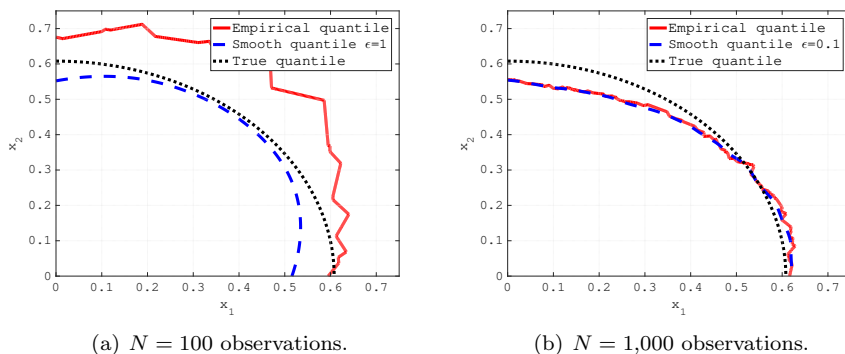 Empirical quantile
Smooth quantile ϵ=1
True quantile
0.7
0.6
0.5
0.4
0.3
0.2
0.1
0
x2
0 0.1 0.2 0.3 0.4 0.5 0.6 0.7
x1
(a) N = 100 observations.
Empirical quantile
Smooth quantile ϵ=0.1
True quantile
0.7
0.6
0.5
0.4
0.3
0.2
0.1
0
x2
0 0.1 0.2 0.3 0.4 0.5 0.6 0.7
x1
(b) N = 1,000 observations.